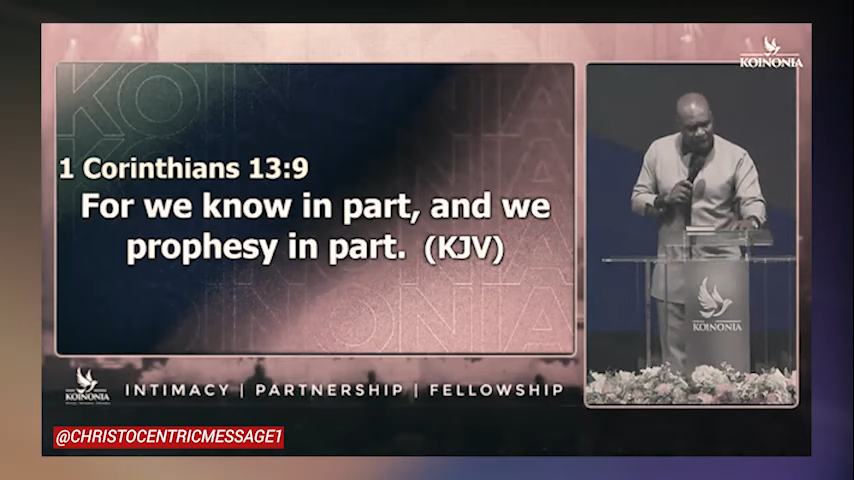 KOINONIA
1 Corinthians 13:9
For we know in part, and we
prophesy in part. (KJV)
KOINONIA
KOINONIA
INTIMACY | PARTNERSHIP | FELLOWSHIP
@CHRISTOCENTRICMESSAGE1